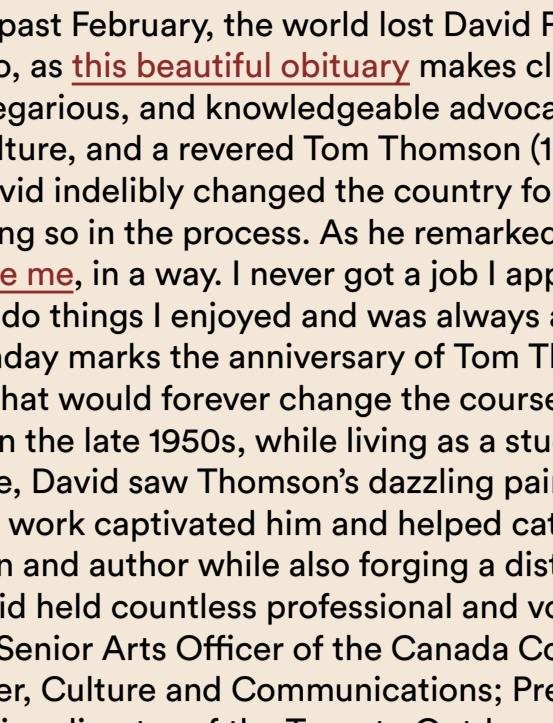 past February, the world lost David F
o, as this beautiful obituary makes cl
egarious, and knowledgeable advoca
lture, and a revered Tom Thomson (1
vid indelibly changed the country fo
ng so in the process. As he remarked
e me, in a way. I never got a job I app
do things I enjoyed and was always a
day marks the anniversary of Tom Th
hat would forever change the course
n the late 1950s, while living as a stu
e, David saw Thomson’s dazzling pain
work captivated him and helped cat
n and author while also forging a dist
id held countless professional and vo
Senior Arts Officer of the Canada Co
er, Culture and Communications; Pre